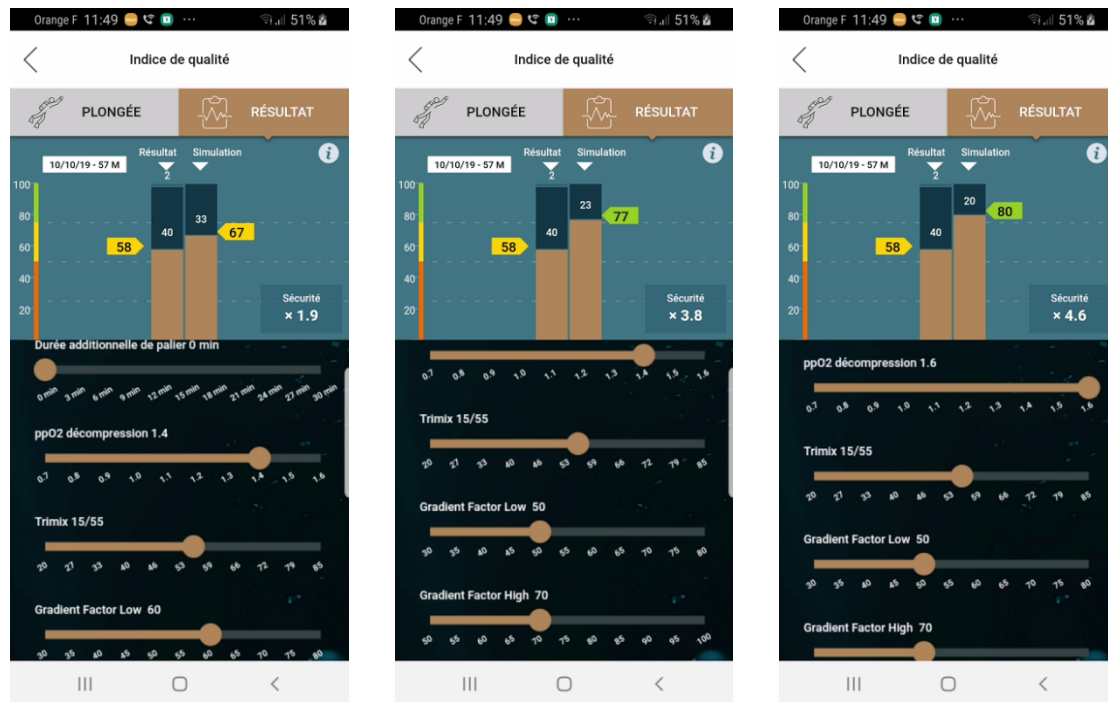 Orange F 11:49 51%
Indice de qualité
PLONGÉE RÉSULTAT
Résultat Simulation
10/10/19 - 57 M
2
100
80
60
40
20
40
33
58
67
Sécurité
× 1.9
Durée additionnelle de palier 0 min
0 min 3 min 6 min 9 min 12 min 15 min 18 min 21 min 24 min 27 min 30 min
ppO2 décompression 1.4
0.7 0.8 0.9 1.0 1.1 1.2 1.3 1.4 1.5 1.6
Trimix 15/55
20 27 33 40 46 53 59 66 72 79 85
Gradient Factor Low 60
30 35 40 45 50 55 60 65 70 75 80
Orange F 11:49 51%
Indice de qualité
PLONGÉE RÉSULTAT
Résultat Simulation
10/10/19 - 57 M
2
100
80
60
40
20
40
23
58
77
Sécurité
× 3.8
0.7 0.8 0.9 1.0 1.1 1.2 1.3 1.4 1.5 1.6
Trimix 15/55
20 27 33 40 46 53 59 66 72 79 85
Gradient Factor Low 50
30 35 40 45 50 55 60 65 70 75 80
Gradient Factor High 70
50 55 60 65 70 75 80 85 90 95 100
Orange F 11:49 51%
Indice de qualité
PLONGÉE RÉSULTAT
Résultat Simulation
10/10/19 - 57 M
2
100
80
60
40
20
40
20
58
80
Sécurité
× 4.6
ppO2 décompression 1.6
0.7 0.8 0.9 1.0 1.1 1.2 1.3 1.4 1.5 1.6
Trimix 15/55
20 27 33 40 46 53 59 66 72 79 85
Gradient Factor Low 50
30 35 40 45 50 55 60 65 70 75 80
Gradient Factor High 70